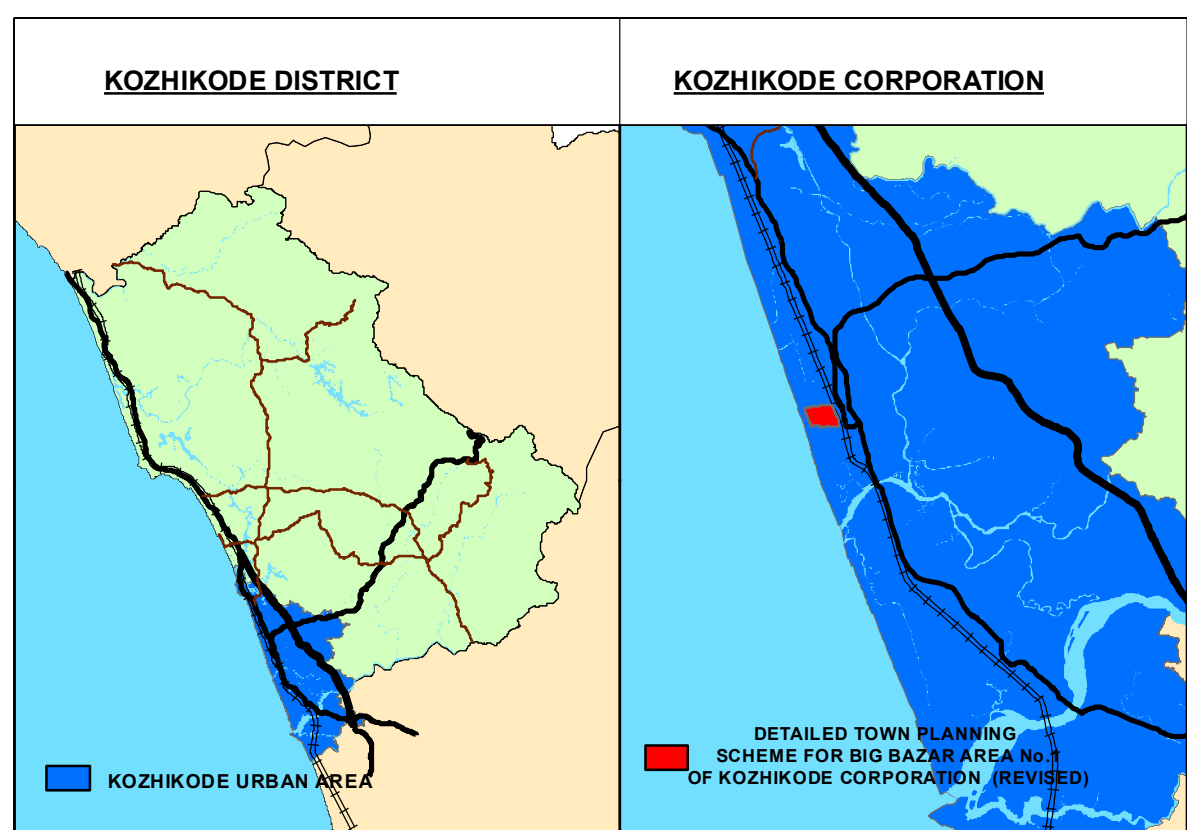 KOZHIKODE DISTRICT
KOZHIKODE CORPORATION
KOZHIKODE URBAN AREA
DETAILED TOWN PLANNING
SCHEME FOR BIG BAZAR AREA No.1
OF KOZHIKODE CORPORATION (REVISED)